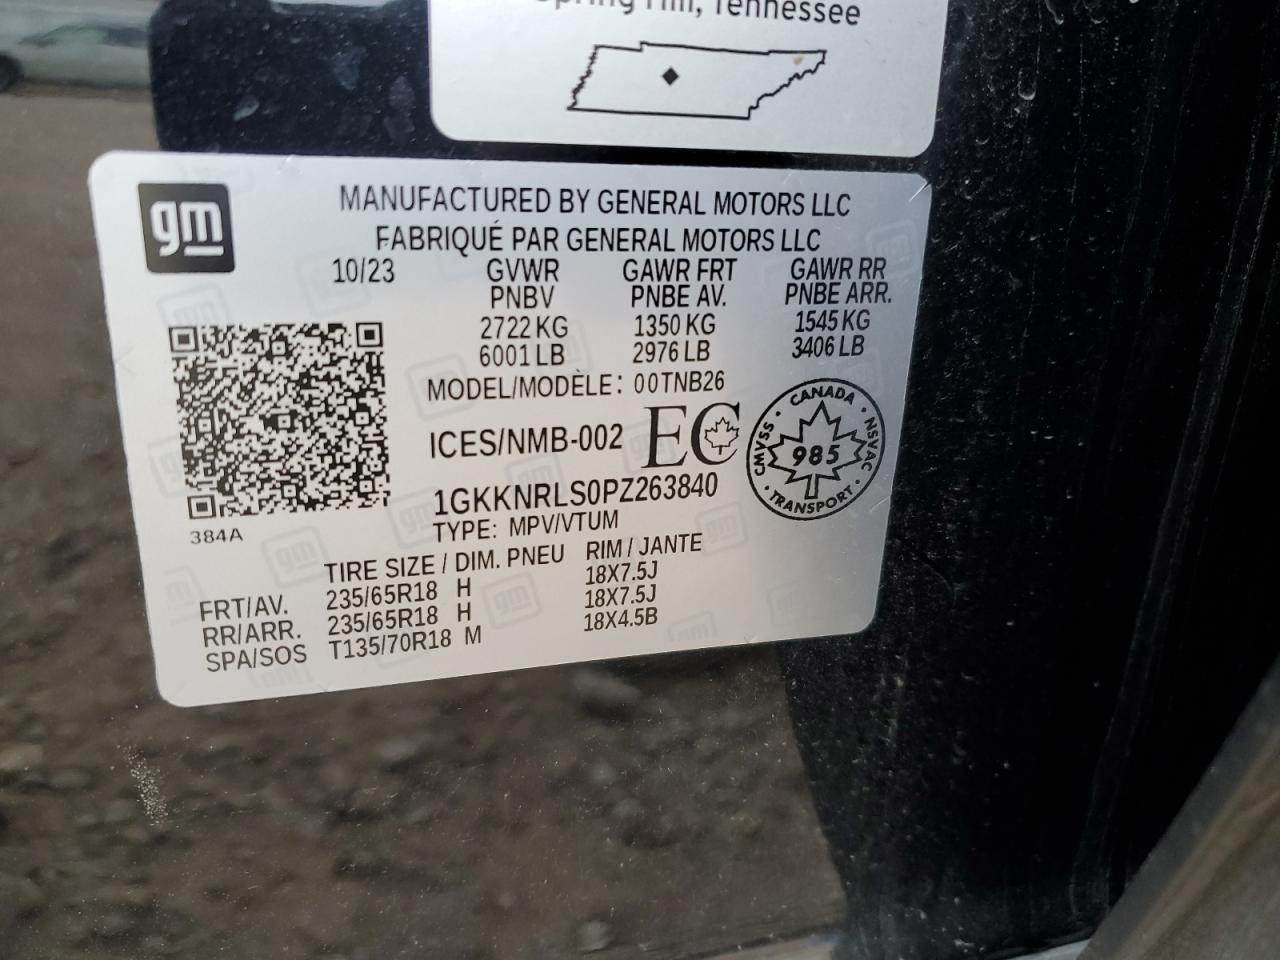 Spring Hill, Tennessee
gm
MANUFACTURED BY GENERAL MOTORS LLC
FABRIQUÉ PAR GENERAL MOTORS LLC
10/23 GVWR GAWR FRT GAWR RR
PNBV PNBE AV. PNBE ARR.
2722 KG 1350 KG 1545 KG
6001 LB 2976 LB 3406 LB
MODEL/MODÈLE: 00TNB26
ICES/NMB-002 EC
CANADA
CMVSS 985 NSVAC
TRANSPORT
1GKKNRLS0PZ263840
384A
TYPE: MPV/VTUM
TIRE SIZE / DIM. PNEU RIM / JANTE
FRT/AV. 235/65R18 H 18X7.5J
RR/ARR. 235/65R18 H 18X7.5J
SPA/SOS T135/70R18 M 18X4.5B